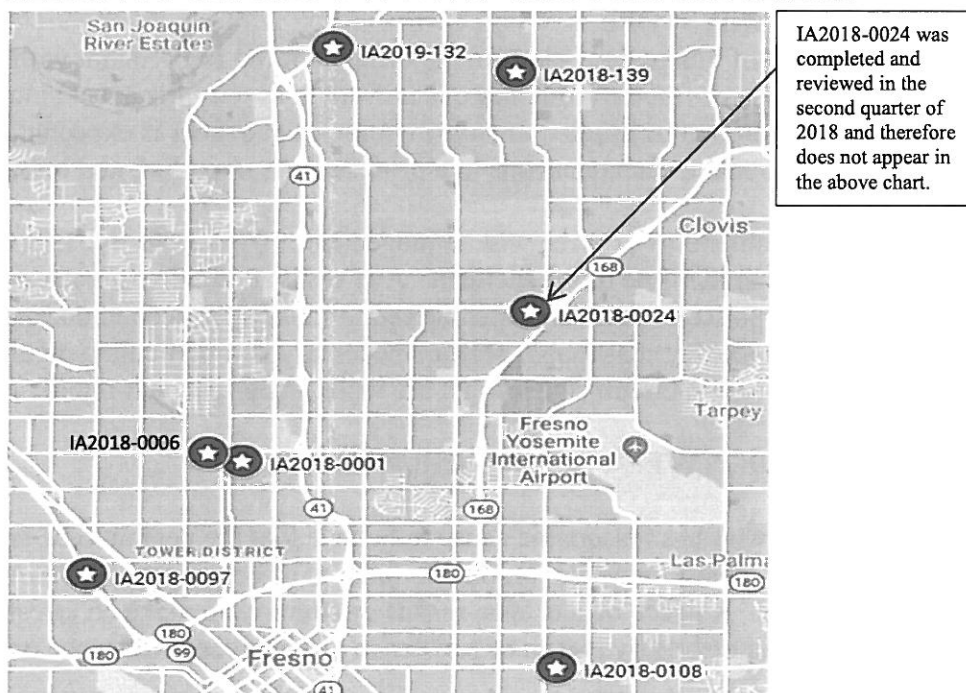 San Joaquin
River Estates
IA2019-132
IA2018-139
IA2018-0024 was
completed and
reviewed in the
second quarter of
2018 and therefore
does not appear in
the above chart.
41
Clovis
168
IA2018-0024
Tarpey
IA2018-0006
IA2018-0001
Fresno
Yosemite
International
Airport
41
168
TOWER DISTRICT
IA2018-0097
180
Las Palma
180
180
99
180
Fresno
IA2018-0108
41